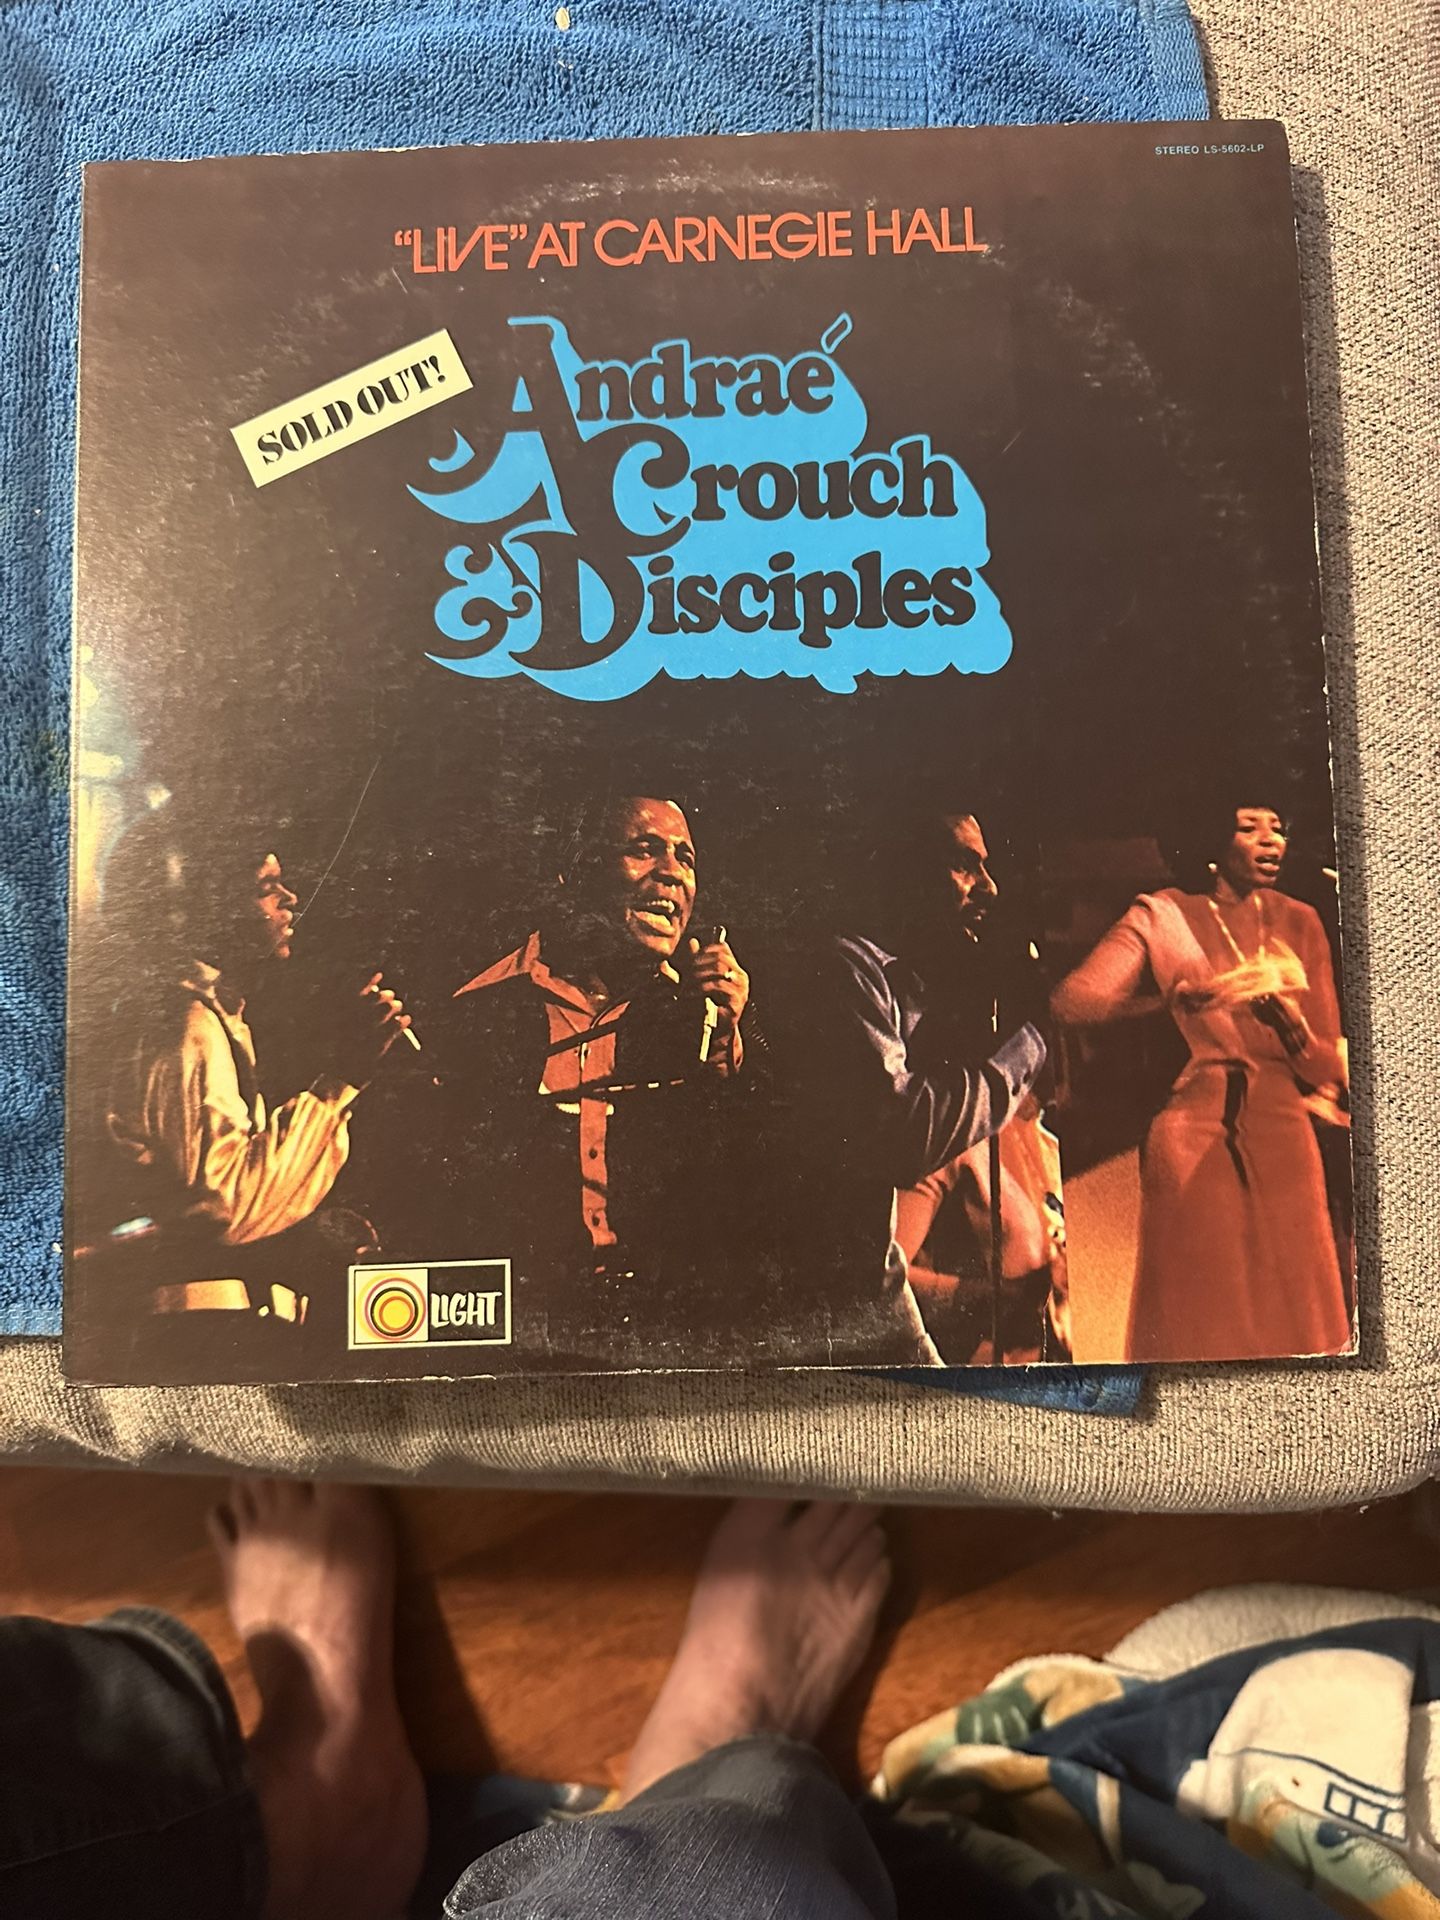 STEREO LS-5602-LP
"LIVE" AT CARNEGIE HALL
SOLD OUT!
Andraé
Crouch
& Disciples
LIGHT